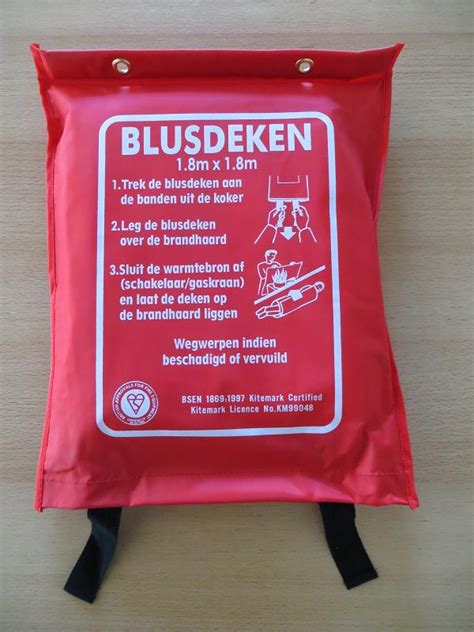 BLUSDEKEN
1.8m x 1.8m
1.Trek de blusdeken aan
de banden uit de koker
2.Leg de blusdeken
over de brandhaard
3.Sluit de warmtebron af
(schakelaar/gaskraan)
en laat de deken op
de brandhaard liggen
Wegwerpen indien
beschadigd of vervuild
BSEN 1869:1997 Kitemark Certified
Kitemark Licence No.KM99048